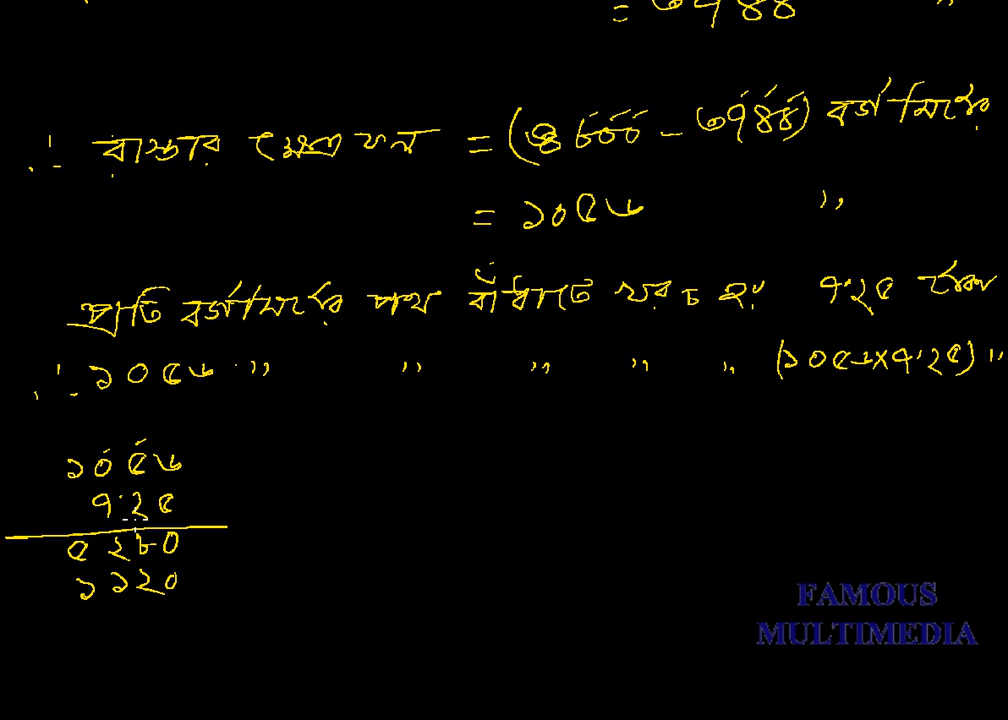 = ৩৭৪৪ "
∴ রাস্তার ক্ষেত্রফল = (৪৮০০ - ৩৭৪৪) বর্গমিটার
= ১০৫৬ "
প্রতি বর্গমিটার পথ বাঁধাতে খরচ হয় ৭.২৫ টাকা
∴ ১০৫৬ " " " " " (১০৫৬×৭.২৫) "
১০৫৬
৭.২৫
৫২৮০
১১২০
FAMOUS
MULTIMEDIA